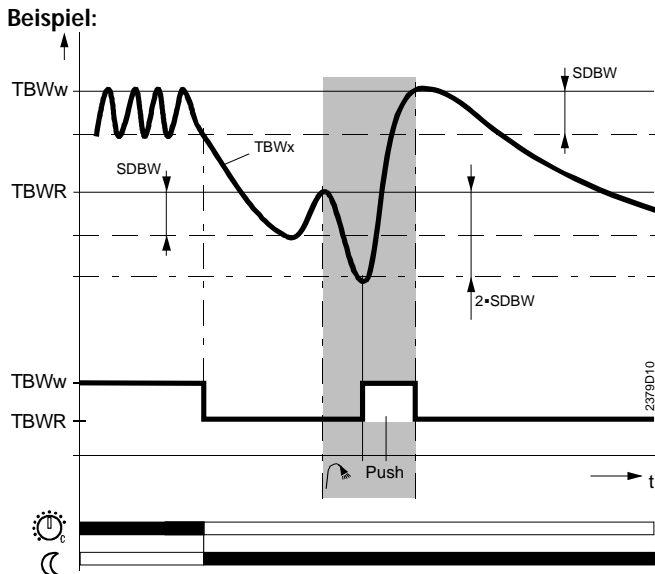 Beispiel:
TBWw
SDBW
TBWx
SDBW
TBWR
2▪SDBW
TBWw
TBWR
2379D10
Push
t
c